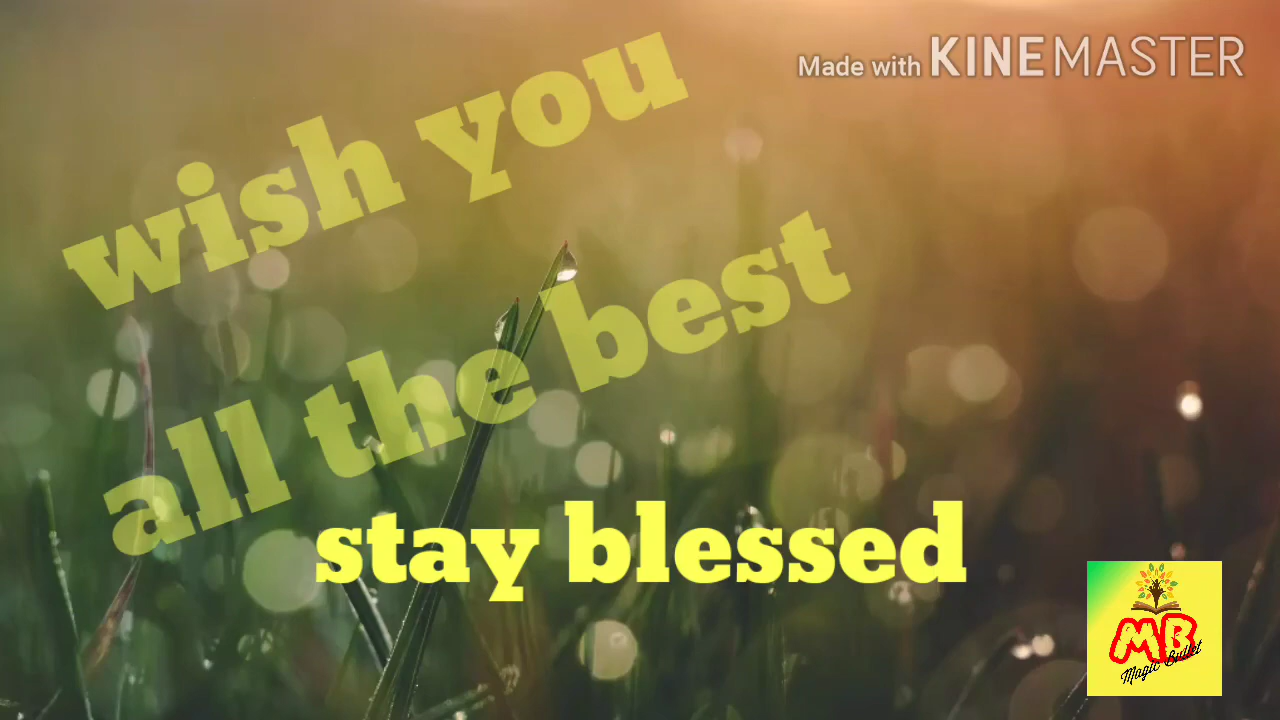 Made with KINEMASTER
wish you
all the best
stay blessed
MB
Magic Bullet